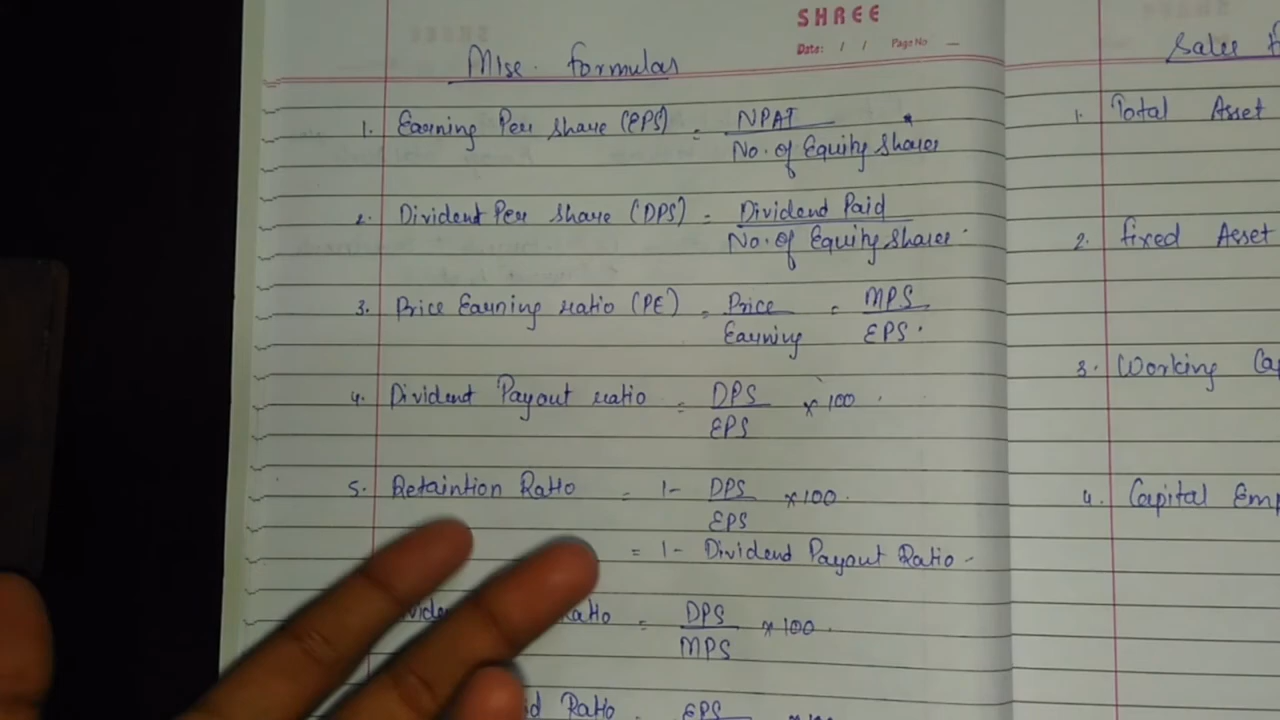 SHREE
Date: / / Page No
Misc. formulas
1. Earning Per Share (EPS) = NPAT / No. of Equity Shares
2. Divident Per Share (DPS) = Dividend Paid / No. of Equity Shares
3. Price Earning ratio (PE) = Price / Earning = MPS / EPS.
4. Divident Payout ratio = DPS / EPS × 100
5. Retaintion Ratio = 1 - DPS / EPS × 100
= 1 - Dividend Payout Ratio
Ratio = DPS / MPS × 100
Ratio EPS
Sales
1. Total Asset
2. fixed Asset
3. Working
4. Capital